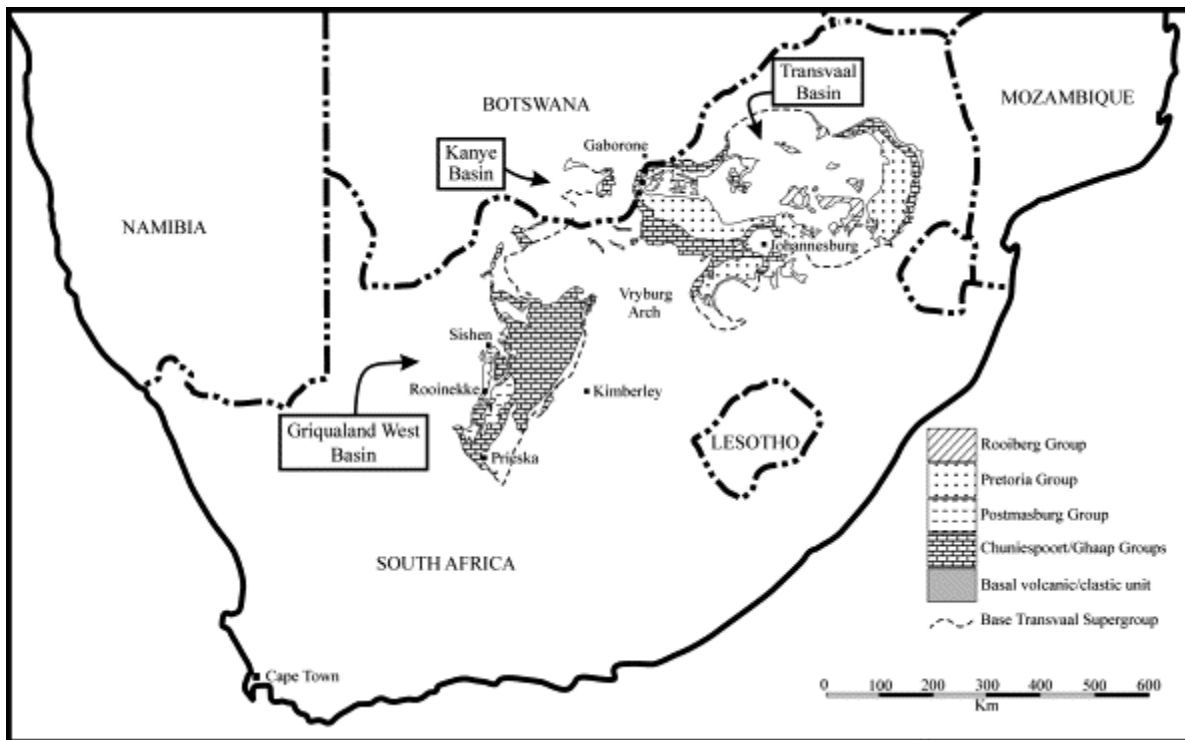 Transvaal
Basin
MOZAMBIQUE
BOTSWANA
Gaborone
Kanye
Basin
NAMIBIA
Johannesburg
Vryburg
Arch
Sishen
Rooinekke
Kimberley
Griqualand West
Basin
LESOTHO
Prieska
Rooiberg Group
Pretoria Group
Postmasburg Group
Chuniespoort/Ghaap Groups
Basal volcanic/clastic unit
Base Transvaal Supergroup
SOUTH AFRICA
Cape Town
0 100 200 300 400 500 600
Km